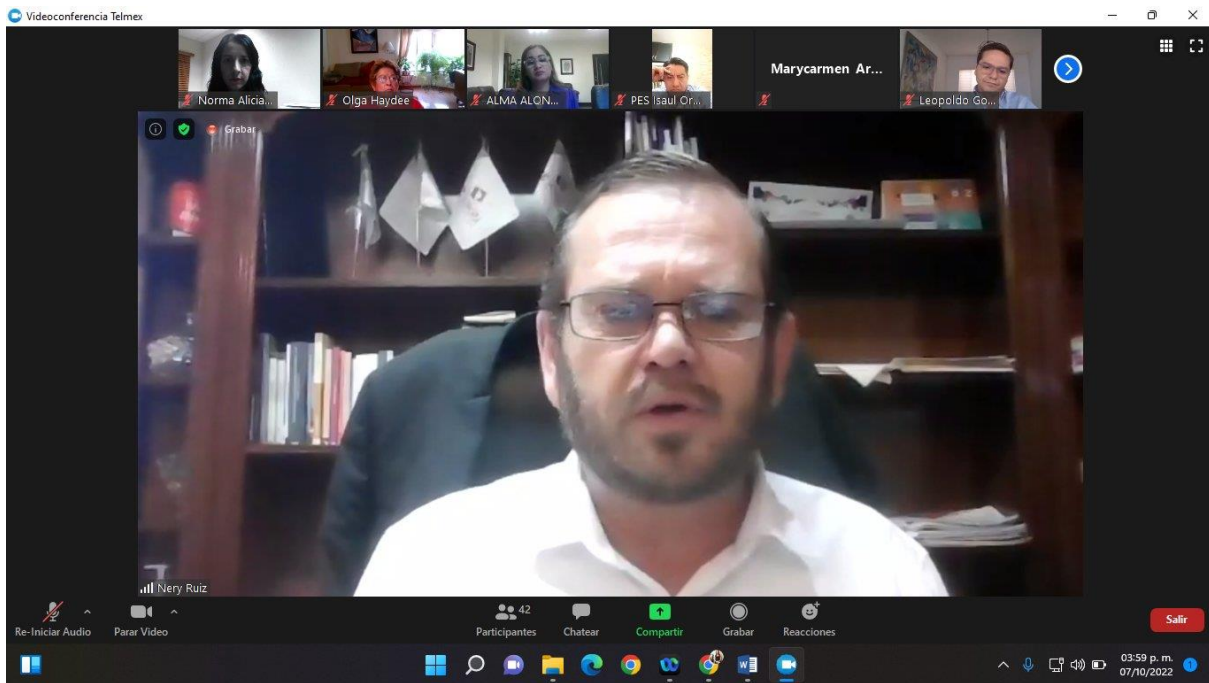 Videoconferencia Telmex
Norma Alicia...
Olga Haydee
ALMA ALON...
PES Isaul Or...
Marycarmen Ar...
Leopoldo Go...
Grabar
Nery Ruiz
Re-Iniciar Audio
Parar Video
42
Participantes
Chatear
Compartir
Grabar
Reacciones
Salir
03:59 p. m.
07/10/2022
1